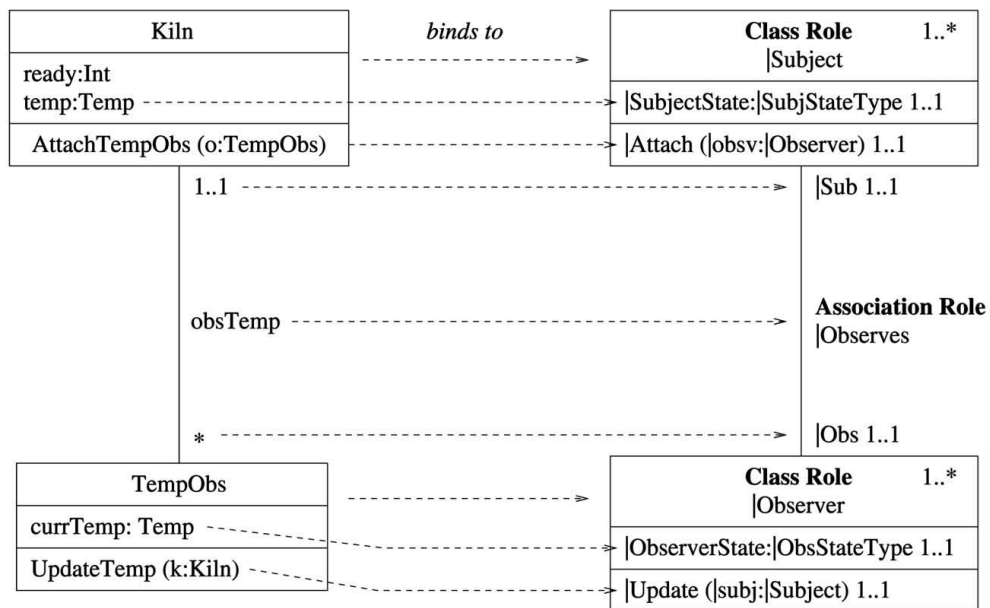 Kiln
ready:Int
temp:Temp
AttachTempObs (o:TempObs)
binds to
Class Role 1..*
|Subject
|SubjectState:|SubjStateType 1..1
|Attach (|obsv:|Observer) 1..1
1..1
|Sub 1..1
obsTemp
Association Role
|Observes
*
|Obs 1..1
TempObs
currTemp: Temp
UpdateTemp (k:Kiln)
Class Role 1..*
|Observer
|ObserverState:|ObsStateType 1..1
|Update (|subj:|Subject) 1..1